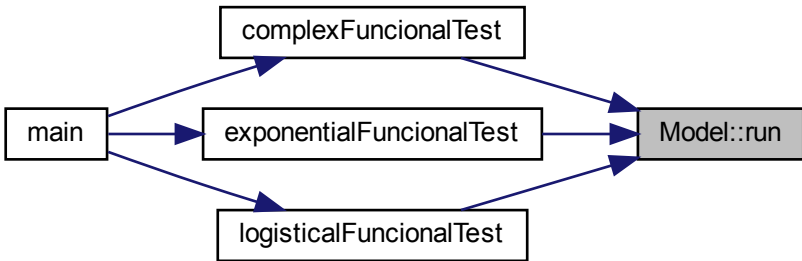 complexFuncionalTest
main
exponentialFuncionalTest
Model::run
logisticalFuncionalTest